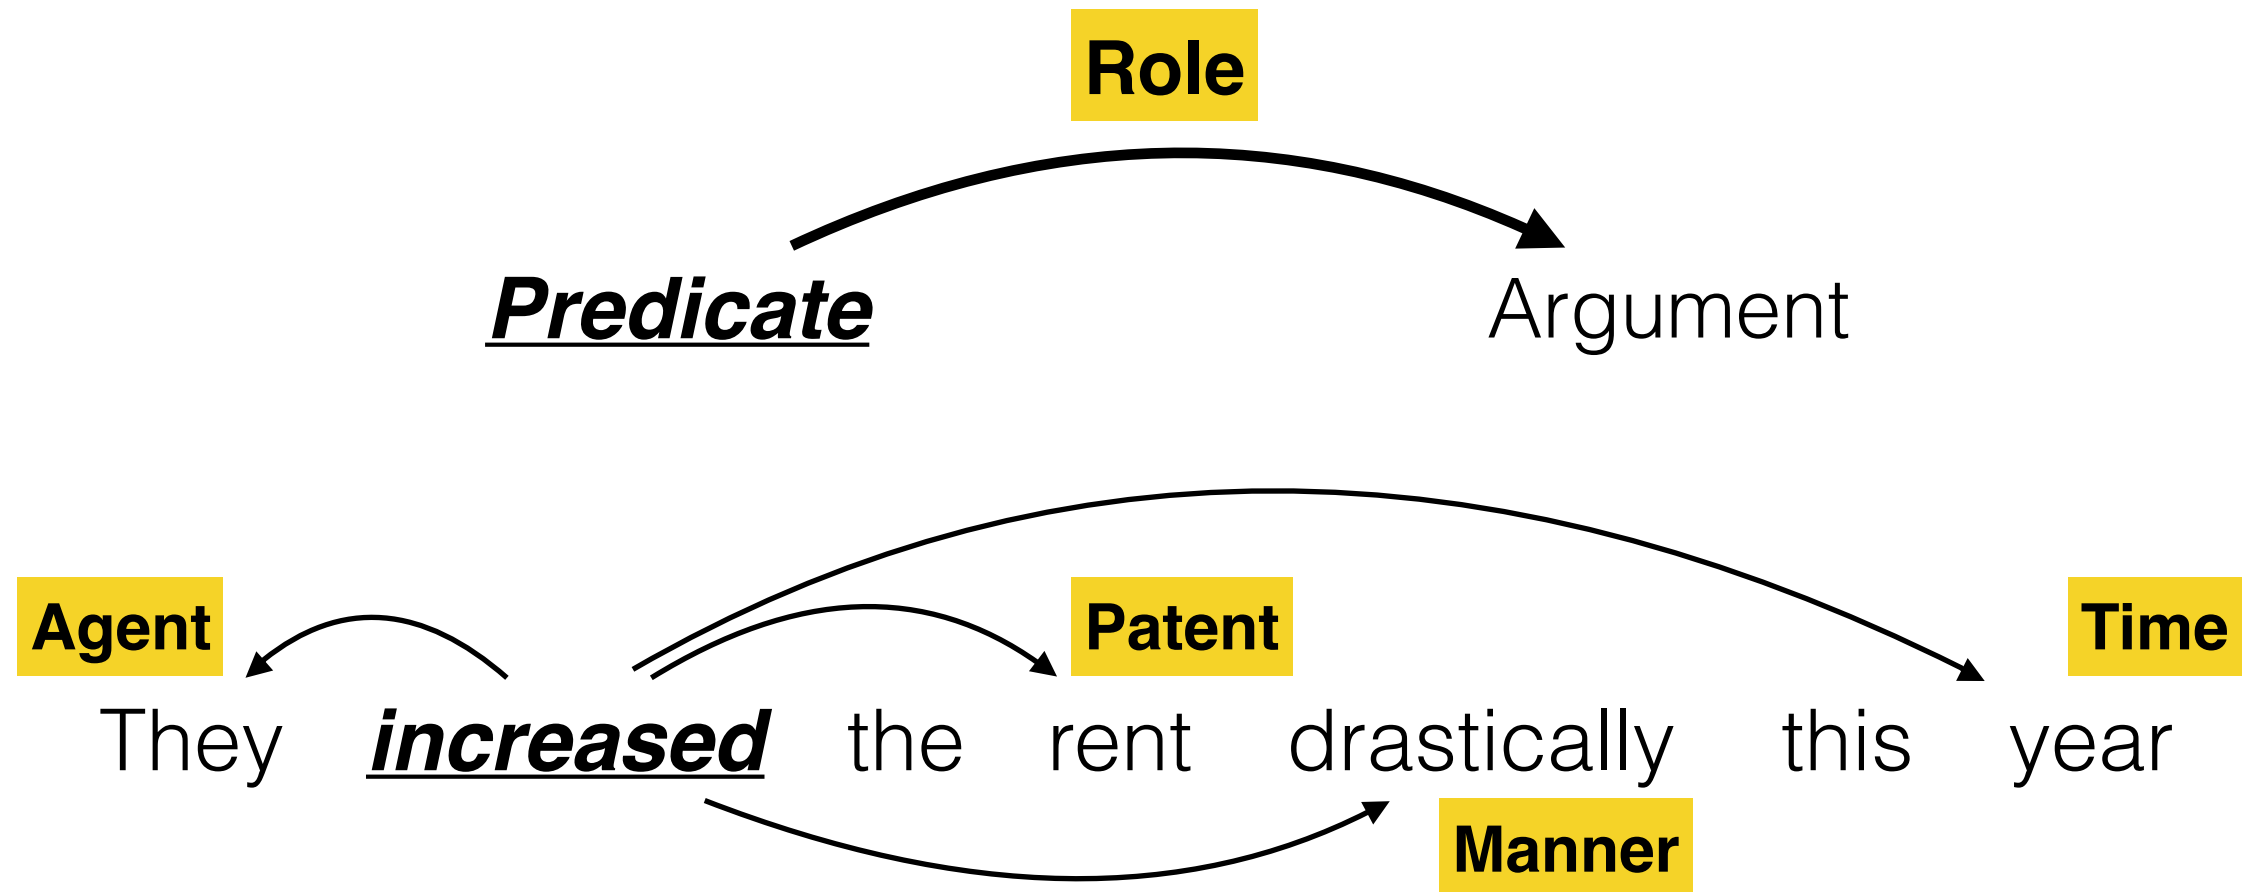 Role
Predicate Argument
Agent Patent Time
They increased the rent drastically this year
Manner